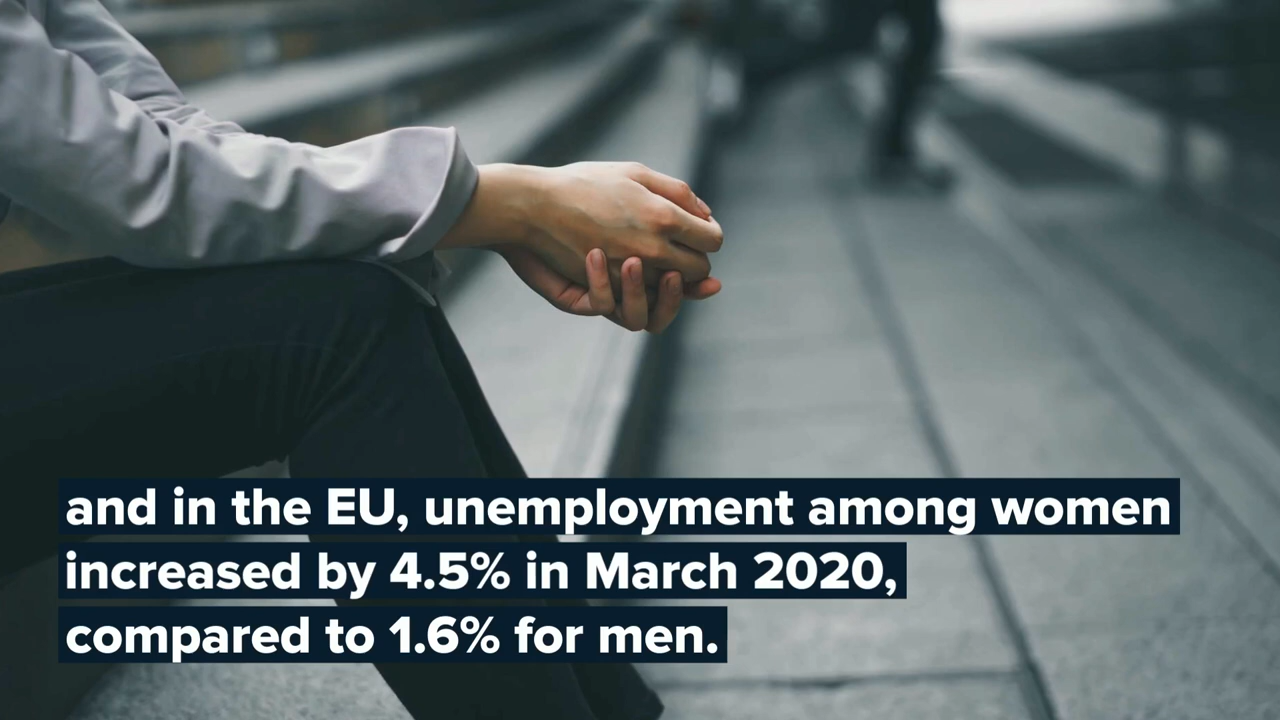 and in the EU, unemployment among women
increased by 4.5% in March 2020,
compared to 1.6% for men.